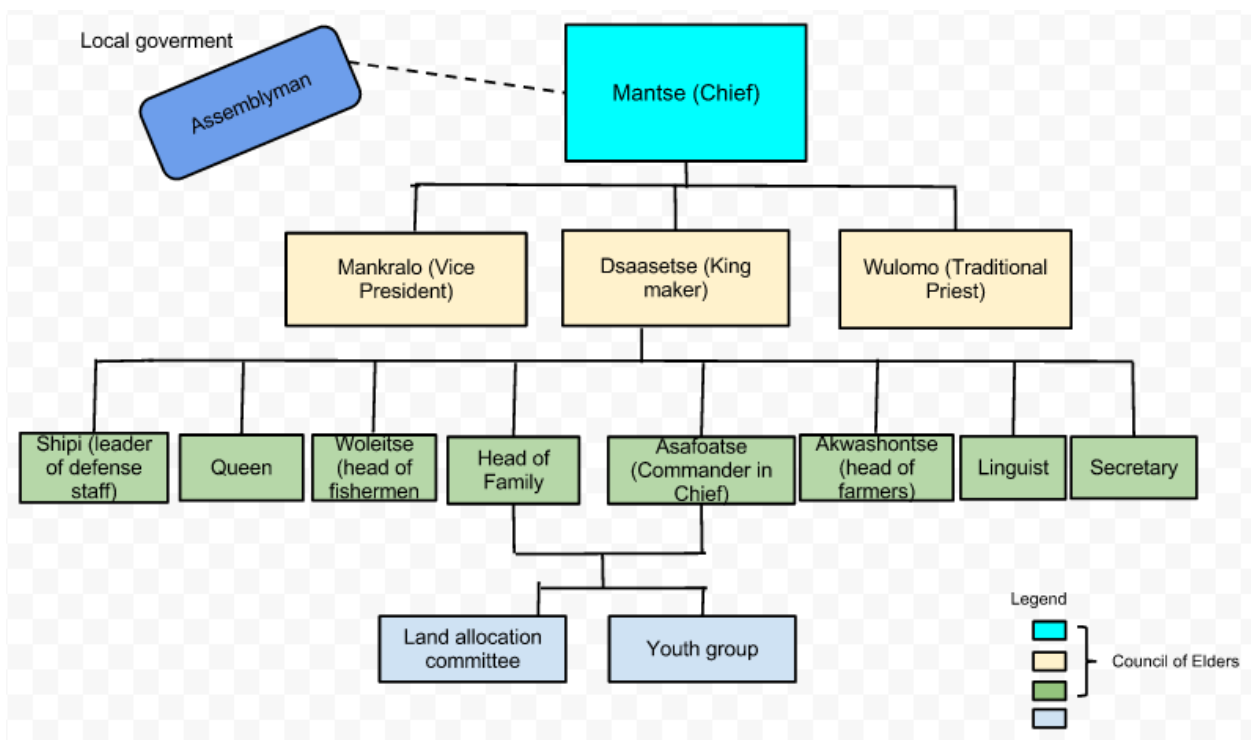 Local goverment
Assemblyman
Mantse (Chief)
Mankralo (Vice
President)
Dsaasetse (King
maker)
Wulomo (Traditional
Priest)
Shipi (leader
of defense
staff)
Queen
Woleitse
(head of
fishermen
Head of
Family
Asafoatse
(Commander in
Chief)
Akwashontse
(head of
farmers)
Linguist
Secretary
Land allocation
committee
Youth group
Legend
Council of Elders